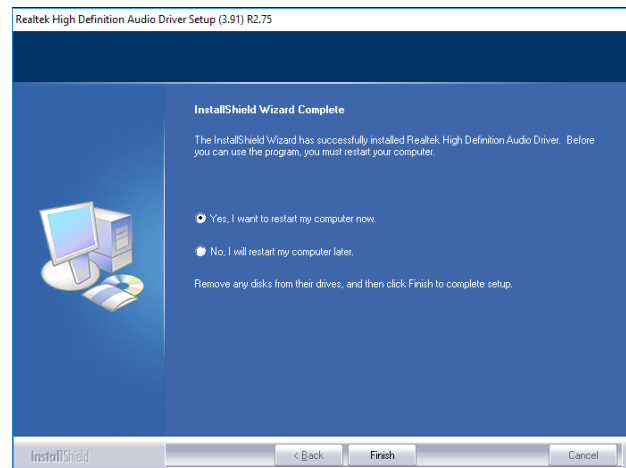 Realtek High Definition Audio Driver Setup (3.91) R2.75
InstallShield Wizard Complete
The InstallShield Wizard has successfully installed Realtek High Definition Audio Driver. Before
you can use the program, you must restart your computer.
Yes, I want to restart my computer now.
No, I will restart my computer later.
Remove any disks from their drives, and then click Finish to complete setup.
InstallShield
< Back
Finish
Cancel